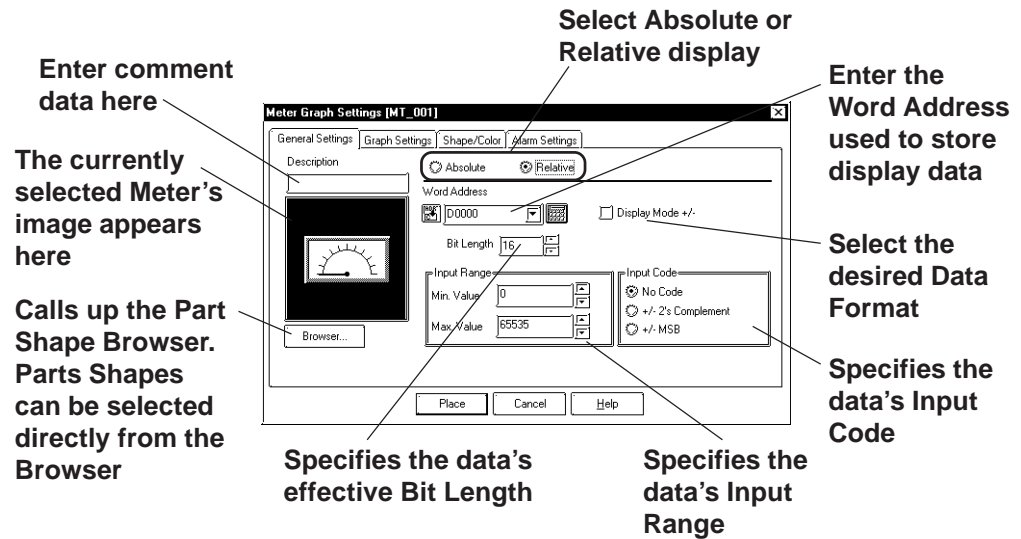 Select Absolute or
Relative display
Enter comment
data here
Enter the
Word Address
used to store
display data
The currently
selected Meter's
image appears
here
Calls up the Part
Shape Browser.
Parts Shapes
can be selected
directly from the
Browser
Meter Graph Settings [MT_001]
General Settings Graph Settings Shape/Color Alarm Settings
Description
Absolute Relative
Word Address
D0000 Display Mode +/-
Bit Length 16
Input Range Input Code
Min. Value 0 No Code
+/- 2's Complement
Max. Value 65535 +/- MSB
Browser...
Place Cancel Help
Select the
desired Data
Format
Specifies the
data's Input
Code
Specifies the data's
effective Bit Length
Specifies the
data's Input
Range